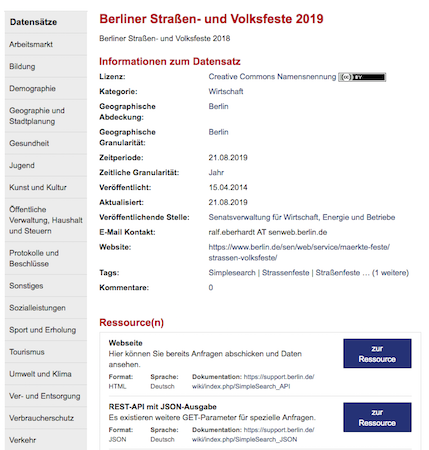 Datensätze
Arbeitsmarkt
Bildung
Demographie
Geographie und
Stadtplanung
Gesundheit
Jugend
Kunst und Kultur
Öffentliche
Verwaltung, Haushalt
und Steuern
Protokolle und
Beschlüsse
Sonstiges
Sozialleistungen
Sport und Erholung
Tourismus
Umwelt und Klima
Ver- und Entsorgung
Verbraucherschutz
Verkehr
Berliner Straßen- und Volksfeste 2019
Berliner Straßen- und Volksfeste 2018
Informationen zum Datensatz
Lizenz: Creative Commons Namensnennung (cc) BY
Kategorie: Wirtschaft
Geographische
Abdeckung: Berlin
Geographische
Granularität: Berlin
Zeitperiode: 21.08.2019
Zeitliche Granularität: Jahr
Veröffentlicht: 15.04.2014
Aktualisiert: 21.08.2019
Veröffentlichende Stelle: Senatsverwaltung für Wirtschaft, Energie und Betriebe
E-Mail Kontakt: ralf.eberhardt AT senweb.berlin.de
Website: https://www.berlin.de/sen/web/service/maerkte-feste/
strassen-volksfeste/
Tags: Simplesearch | Strassenfeste | Straßenfeste … (1 weitere)
Kommentare: 0
Ressource(n)
Webseite
Hier können Sie bereits Anfragen abschicken und Daten
ansehen.
Format: Sprache: Dokumentation: https://support.berlin.de/
HTML Deutsch wiki/index.php/SimpleSearch_API
zur
Ressource
REST-API mit JSON-Ausgabe
Es existieren weitere GET-Parameter für spezielle Anfragen.
Format: Sprache: Dokumentation: https://support.berlin.de/
JSON Deutsch wiki/index.php/SimpleSearch_JSON
zur
Ressource